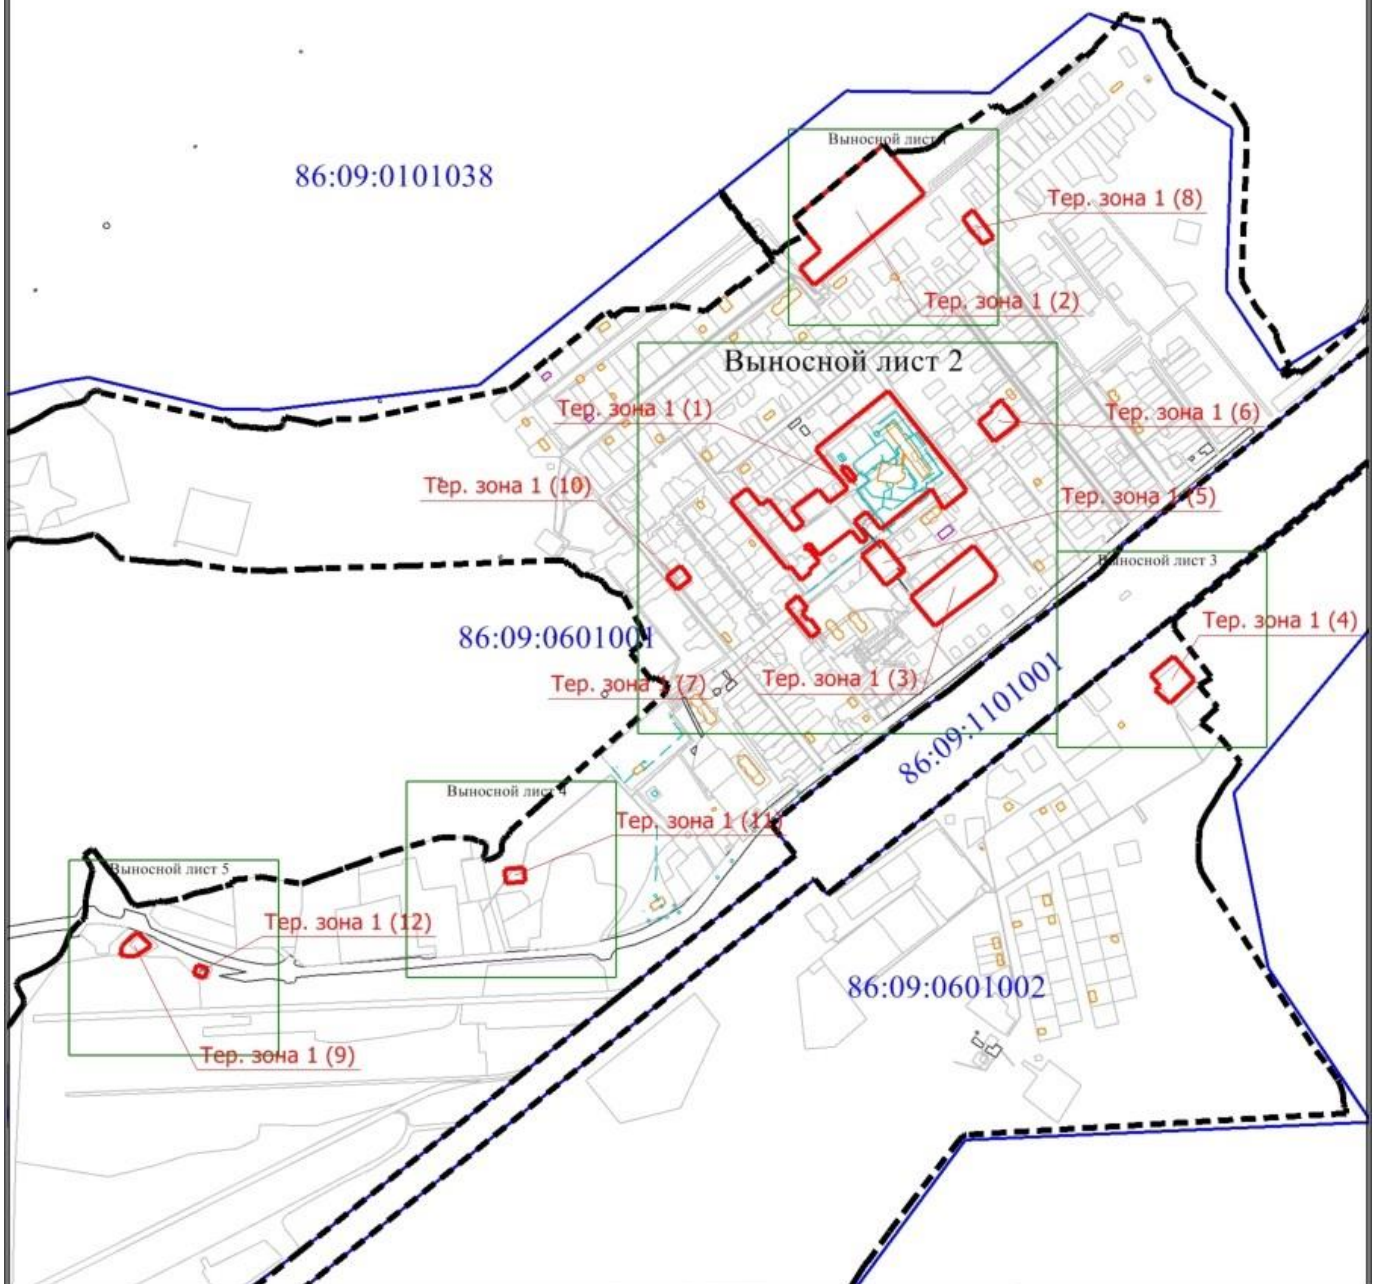 Выносной лист 1
86:09:0101038
Тер. зона 1 (8)
Тер. зона 1 (2)
Выносной лист 2
Тер. зона 1 (1)
Тер. зона 1 (6)
Тер. зона 1 (10)
Тер. зона 1 (5)
Выносной лист 3
Тер. зона 1 (4)
86:09:0601001
Тер. зона 1 (7)
Тер. зона 1 (3)
86:09:1101001
Выносной лист 4
Тер. зона 1 (11)
Выносной лист 5
Тер. зона 1 (12)
86:09:0601002
Тер. зона 1 (9)